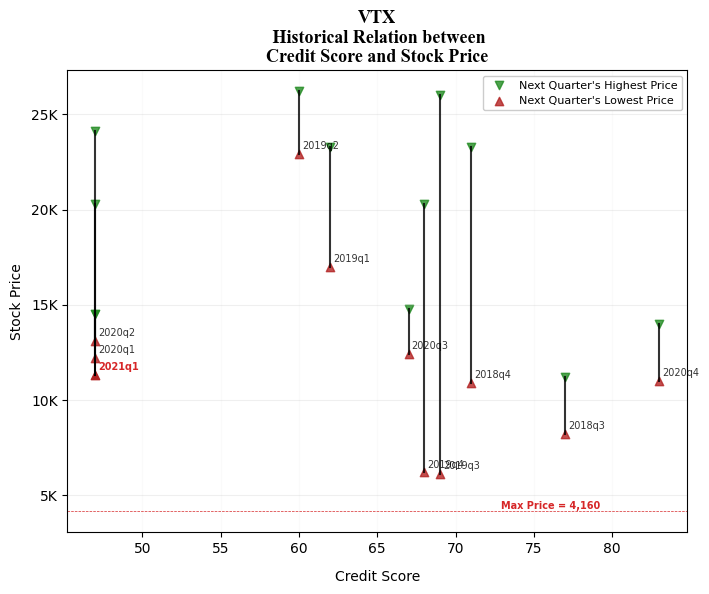 VTX
Historical Relation between
Credit Score and Stock Price
Next Quarter's Highest Price
Next Quarter's Lowest Price
25K
20K
15K
10K
5K
Stock Price
2019q2
2019q1
2020q2
2020q1
2021q1
2020q3
2018q4
2020q4
2018q3
2019q4
2019q3
Max Price = 4,160
50
55
60
65
70
75
80
Credit Score